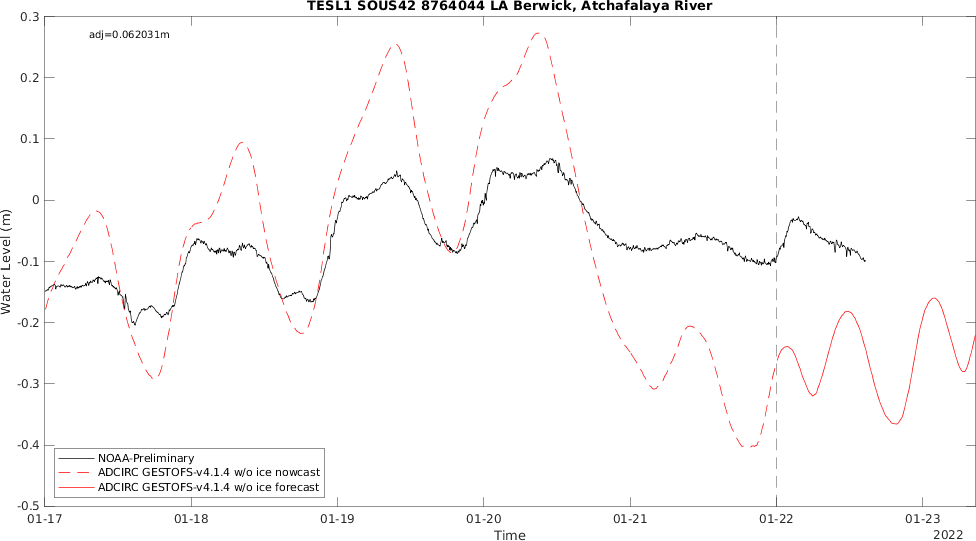 TESL1 SOUS42 8764044 LA Berwick, Atchafalaya River
adj=0.062031m
0.3
0.2
0.1
0
-0.1
-0.2
-0.3
-0.4
-0.5
Water Level (m)
NOAA-Preliminary
ADCIRC GESTOFS-v4.1.4 w/o ice nowcast
ADCIRC GESTOFS-v4.1.4 w/o ice forecast
01-17 01-18 01-19 01-20 01-21 01-22 01-23
Time
2022